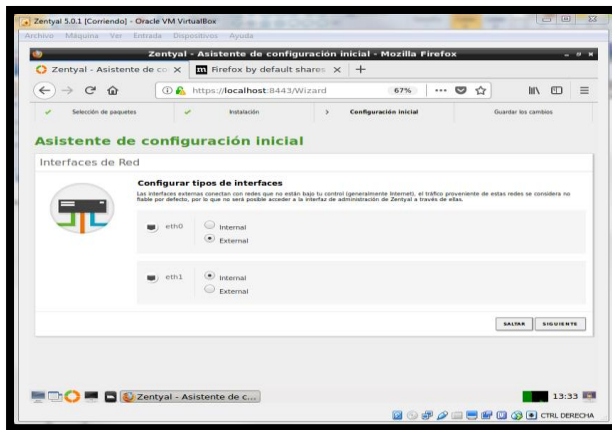 Zentyal 5.0.1 [Corriendo] - Oracle VM VirtualBox
Archivo Máquina Ver Entrada Dispositivos Ayuda
Zentyal - Asistente de configuración inicial - Mozilla Firefox
Zentyal - Asistente de co
Firefox by default shares
https://localhost:8443/Wizard
67%
Selección de paquetes
Instalación
Configuración inicial
Guardar los cambios
Asistente de configuración inicial
Interfaces de Red
Configurar tipos de interfaces
Las interfaces externas conectan con redes que no están bajo tu control (generalmente Internet), el tráfico proveniente de estas redes se considera no
fiable por defecto, por lo que no será posible acceder a la interfaz de administración de Zentyal a través de ellas.
eth0
Internal
External
eth1
Internal
External
SALTAR
SIGUIENTE
Zentyal - Asistente de c...
13:33
CTRL DERECHA